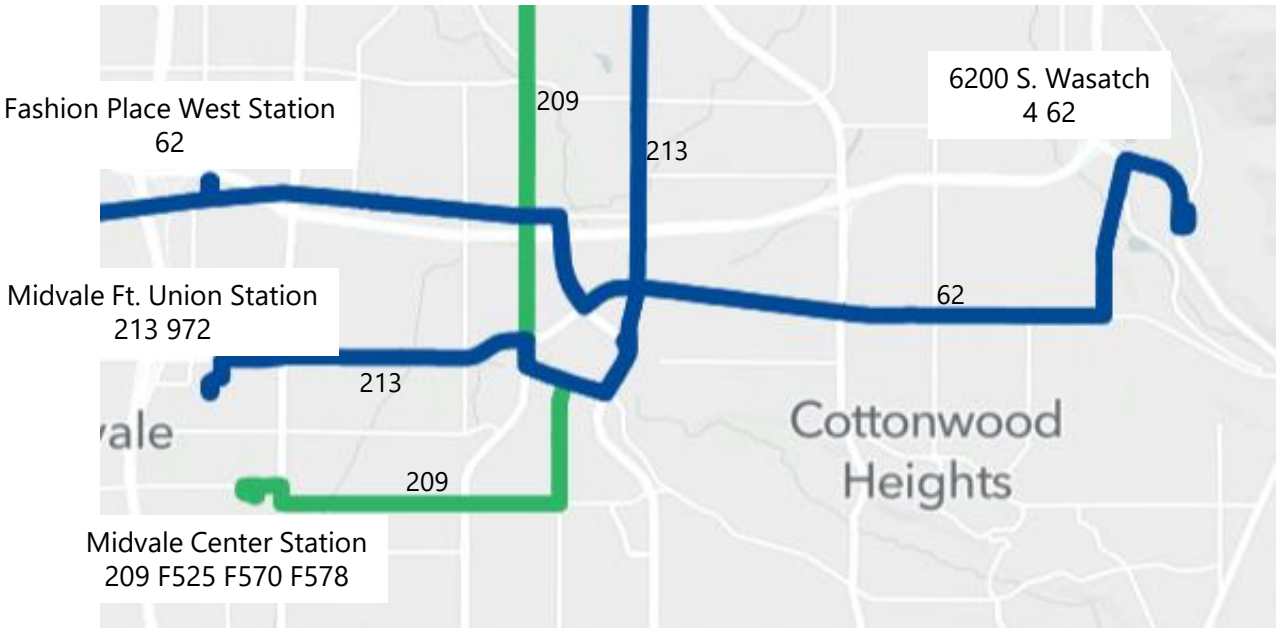 209
6200 S. Wasatch
4 62
Fashion Place West Station
62
213
Midvale Ft. Union Station
213 972
62
213
vale
Cottonwood
Heights
209
Midvale Center Station
209 F525 F570 F578